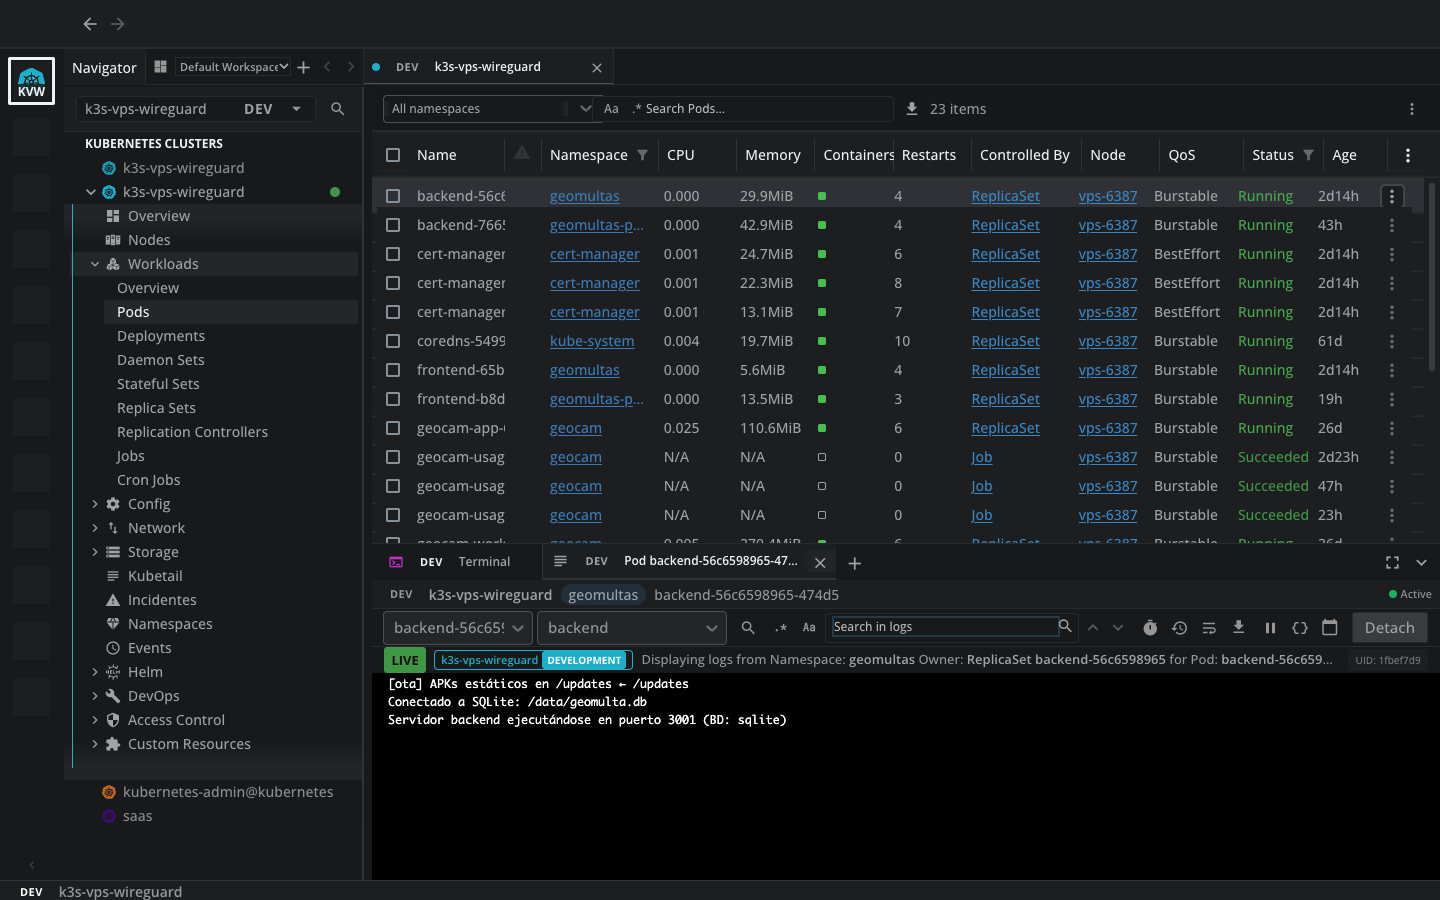 Navigator
Default Workspace
DEV k3s-vps-wireguard
KVW
k3s-vps-wireguard DEV
All namespaces
Aa .* Search Pods...
23 items
KUBERNETES CLUSTERS
k3s-vps-wireguard
k3s-vps-wireguard
Overview
Nodes
Workloads
Overview
Pods
Deployments
Daemon Sets
Stateful Sets
Replica Sets
Replication Controllers
Jobs
Cron Jobs
Config
Network
Storage
Kubetail
Incidentes
Namespaces
Events
Helm
DevOps
Access Control
Custom Resources
kubernetes-admin@kubernetes
saas
Name Namespace CPU Memory Containers Restarts Controlled By Node QoS Status Age
backend-56c6 geomultas 0.000 29.9MiB 4 ReplicaSet vps-6387 Burstable Running 2d14h
backend-7665 geomultas-p... 0.000 42.9MiB 4 ReplicaSet vps-6387 Burstable Running 43h
cert-manager cert-manager 0.001 24.7MiB 6 ReplicaSet vps-6387 BestEffort Running 2d14h
cert-manager cert-manager 0.001 22.3MiB 8 ReplicaSet vps-6387 BestEffort Running 2d14h
cert-manager cert-manager 0.001 13.1MiB 7 ReplicaSet vps-6387 BestEffort Running 2d14h
coredns-5499 kube-system 0.004 19.7MiB 10 ReplicaSet vps-6387 Burstable Running 61d
frontend-65b geomultas 0.000 5.6MiB 4 ReplicaSet vps-6387 Burstable Running 2d14h
frontend-b8d geomultas-p... 0.000 13.5MiB 3 ReplicaSet vps-6387 Burstable Running 19h
geocam-app- geocam 0.025 110.6MiB 6 ReplicaSet vps-6387 Burstable Running 26d
geocam-usag geocam N/A N/A 0 Job vps-6387 Burstable Succeeded 2d23h
geocam-usag geocam N/A N/A 0 Job vps-6387 Burstable Succeeded 47h
geocam-usag geocam N/A N/A 0 Job vps-6387 Burstable Succeeded 23h
DEV Terminal
DEV Pod backend-56c6598965-47...
DEV k3s-vps-wireguard geomultas backend-56c6598965-474d5
Active
backend-56c659 backend .* Aa Search in logs Detach
LIVE k3s-vps-wireguard DEVELOPMENT Displaying logs from Namespace: geomultas Owner: ReplicaSet backend-56c6598965 for Pod: backend-56c659... UID: 1fbef7d9
[ota] APKs estáticos en /updates ← /updates
Conectado a SQLite: /data/geomulta.db
Servidor backend ejecutándose en puerto 3001 (BD: sqlite)
DEV k3s-vps-wireguard